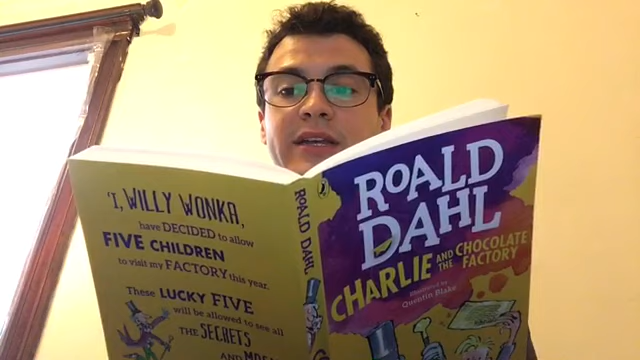 'I, WILLY WONKA,
have DECIDED to allow
FIVE CHILDREN
to visit my FACTORY this year.
These LUCKY FIVE
will be allowed to see all
THE SECRETS
AND
ROALD DAHL
ROALD
DAHL
CHARLIE AND THE CHOCOLATE FACTORY
Illustrated by
Quentin Blake